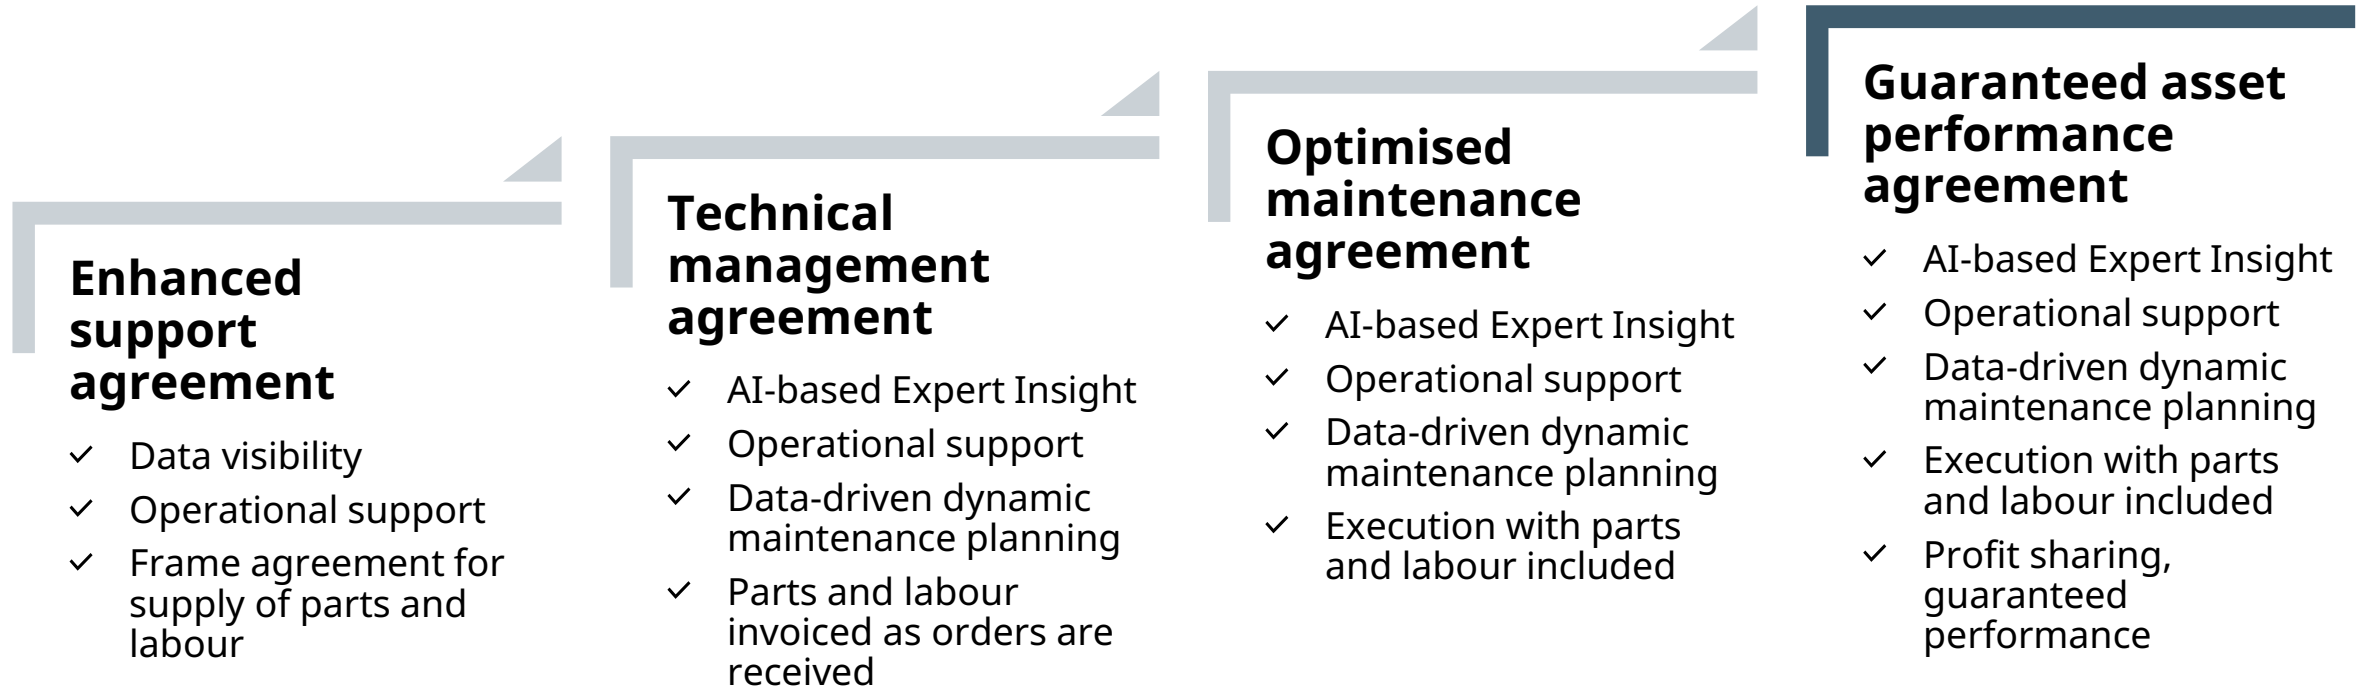 Enhanced
support
agreement
Data visibility
Operational support
Frame agreement for
supply of parts and
labour
Technical
management
agreement
AI-based Expert Insight
Operational support
Data-driven dynamic
maintenance planning
Parts and labour
invoiced as orders are
received
Optimised
maintenance
agreement
AI-based Expert Insight
Operational support
Data-driven dynamic
maintenance planning
Execution with parts
and labour included
Guaranteed asset
performance
agreement
AI-based Expert Insight
Operational support
Data-driven dynamic
maintenance planning
Execution with parts
and labour included
Profit sharing,
guaranteed
performance